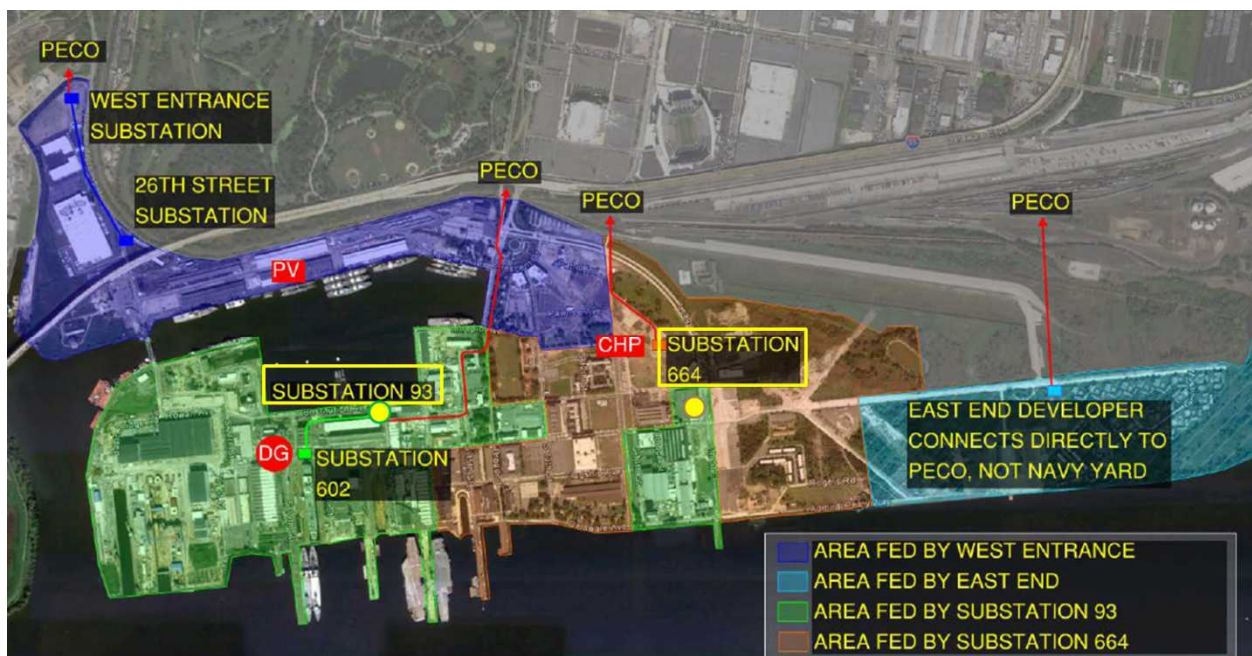 PECO
WEST ENTRANCE
SUBSTATION
26TH STREET
SUBSTATION
PECO
PECO
PECO
PV
CHP
SUBSTATION
664
SUBSTATION 93
DG
SUBSTATION
602
EAST END DEVELOPER
CONNECTS DIRECTLY TO
PECO, NOT NAVY YARD
AREA FED BY WEST ENTRANCE
AREA FED BY EAST END
AREA FED BY SUBSTATION 93
AREA FED BY SUBSTATION 664